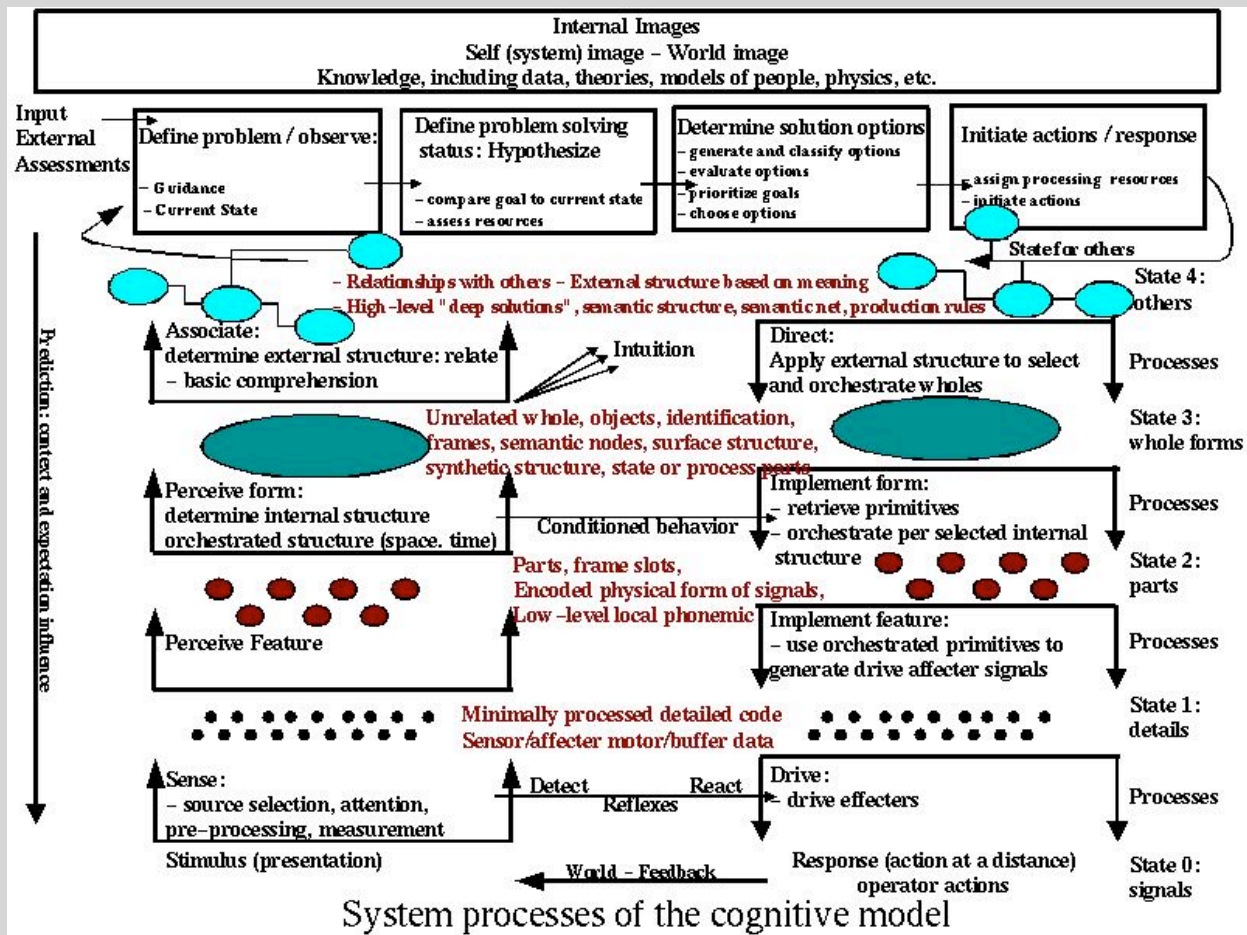 Internal Images
Self (system) image – World image
Knowledge, including data, theories, models of people, physics, etc.
Input
External
Assessments
Define problem / observe:
– Guidance
– Current State
Define problem solving
status : Hypothesize
– compare goal to current state
– assess resources
Determine solution options
– generate and classify options
– evaluate options
– prioritize goals
– choose options
Initiate actions / response
– assign processing resources
– initiate actions
State for others
– Relationships with others – External structure based on meaning
– High-level "deep solutions", semantic structure, semantic net, production rules
State 4:
others
Prediction: context and expectation influence
Associate:
determine external structure: relate
– basic comprehension
Intuition
Direct:
Apply external structure to select
and orchestrate wholes
Processes
Unrelated whole, objects, identification,
frames, semantic nodes, surface structure,
synthetic structure, state or process parts
State 3:
whole forms
Perceive form:
determine internal structure
orchestrated structure (space. time)
Conditioned behavior
Implement form:
– retrieve primitives
– orchestrate per selected internal
structure
Processes
Parts, frame slots,
Encoded physical form of signals,
Low-level local phonemic
State 2:
parts
Perceive Feature
Implement feature:
– use orchestrated primitives to
generate drive affecter signals
Processes
Minimally processed detailed code
Sensor/affecter motor/buffer data
State 1:
details
Sense:
– source selection, attention,
pre-processing, measurement
Detect React
Reflexes
Drive:
– drive effecters
Processes
Stimulus (presentation)
World – Feedback
Response (action at a distance)
operator actions
State 0:
signals
System processes of the cognitive model